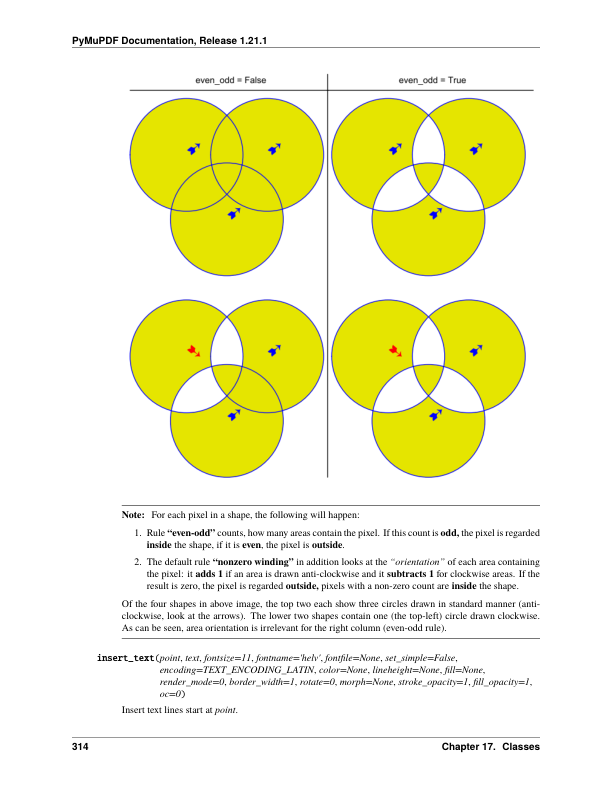 PyMuPDF Documentation, Release 1.21.1
even_odd = False
even_odd = True
Note: For each pixel in a shape, the following will happen:
1. Rule “even-odd” counts, how many areas contain the pixel. If this count is odd, the pixel is regarded
inside the shape, if it is even, the pixel is outside.
2. The default rule “nonzero winding” in addition looks at the “orientation” of each area containing
the pixel: it adds 1 if an area is drawn anti-clockwise and it subtracts 1 for clockwise areas. If the
result is zero, the pixel is regarded outside, pixels with a non-zero count are inside the shape.
Of the four shapes in above image, the top two each show three circles drawn in standard manner (anti-
clockwise, look at the arrows). The lower two shapes contain one (the top-left) circle drawn clockwise.
As can be seen, area orientation is irrelevant for the right column (even-odd rule).
insert_text(point, text, fontsize=11, fontname='helv', fontfile=None, set_simple=False,
encoding=TEXT_ENCODING_LATIN, color=None, lineheight=None, fill=None,
render_mode=0, border_width=1, rotate=0, morph=None, stroke_opacity=1, fill_opacity=1,
oc=0)
Insert text lines start at point.
314
Chapter 17. Classes